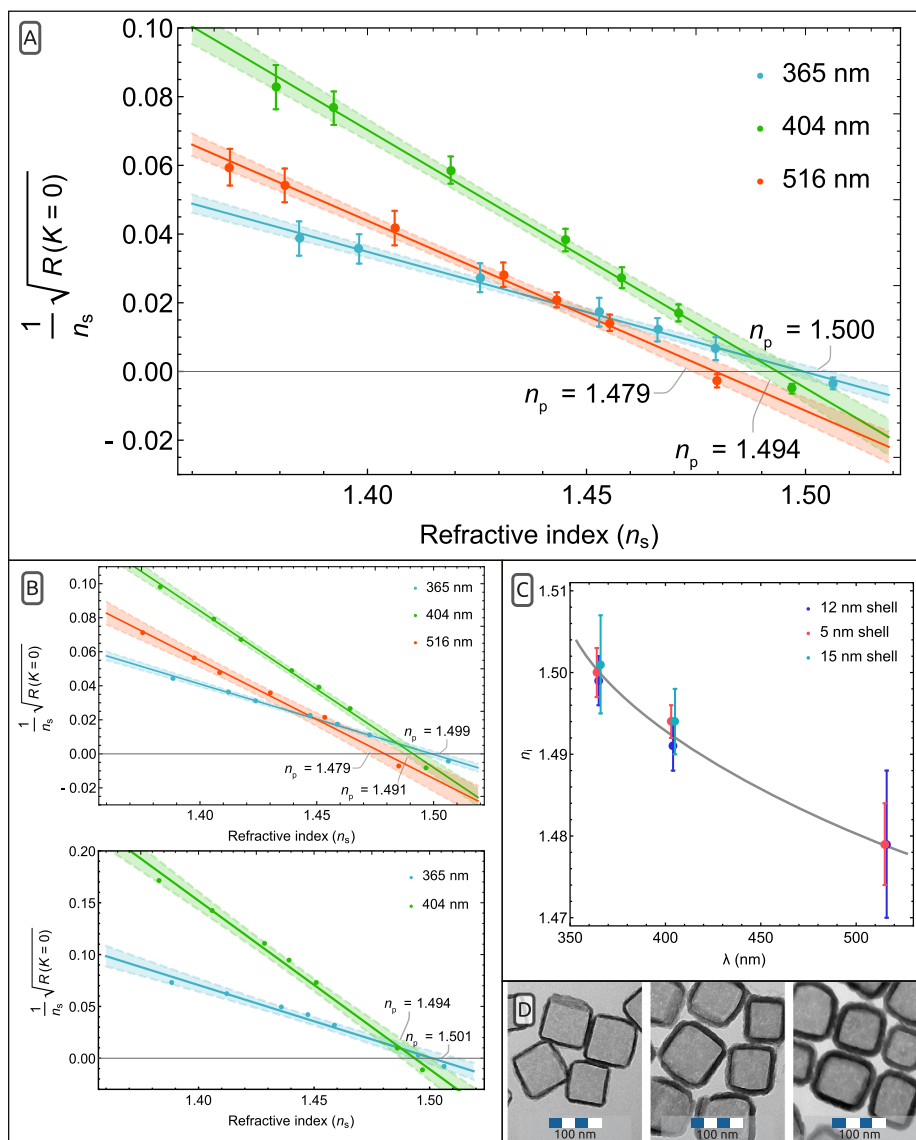 A
0.10
0.08
0.06
0.04
0.02
0.00
- 0.02
1/n_s √R(K = 0)
365 nm
404 nm
516 nm
n_p = 1.500
n_p = 1.479
n_p = 1.494
1.40
1.45
1.50
Refractive index (n_s)
B
0.10
0.08
0.06
0.04
0.02
0.00
- 0.02
1/n_s √R(K = 0)
365 nm
404 nm
516 nm
n_p = 1.499
n_p = 1.479
n_p = 1.491
1.40
1.45
1.50
Refractive index (n_s)
0.20
0.15
0.10
0.05
0.00
1/n_s √R(K = 0)
365 nm
404 nm
n_p = 1.494
n_p = 1.501
1.40
1.45
1.50
Refractive index (n_s)
C
1.51
1.50
1.49
1.48
1.47
n_i
12 nm shell
5 nm shell
15 nm shell
350
400
450
500
λ (nm)
D
100 nm
100 nm
100 nm